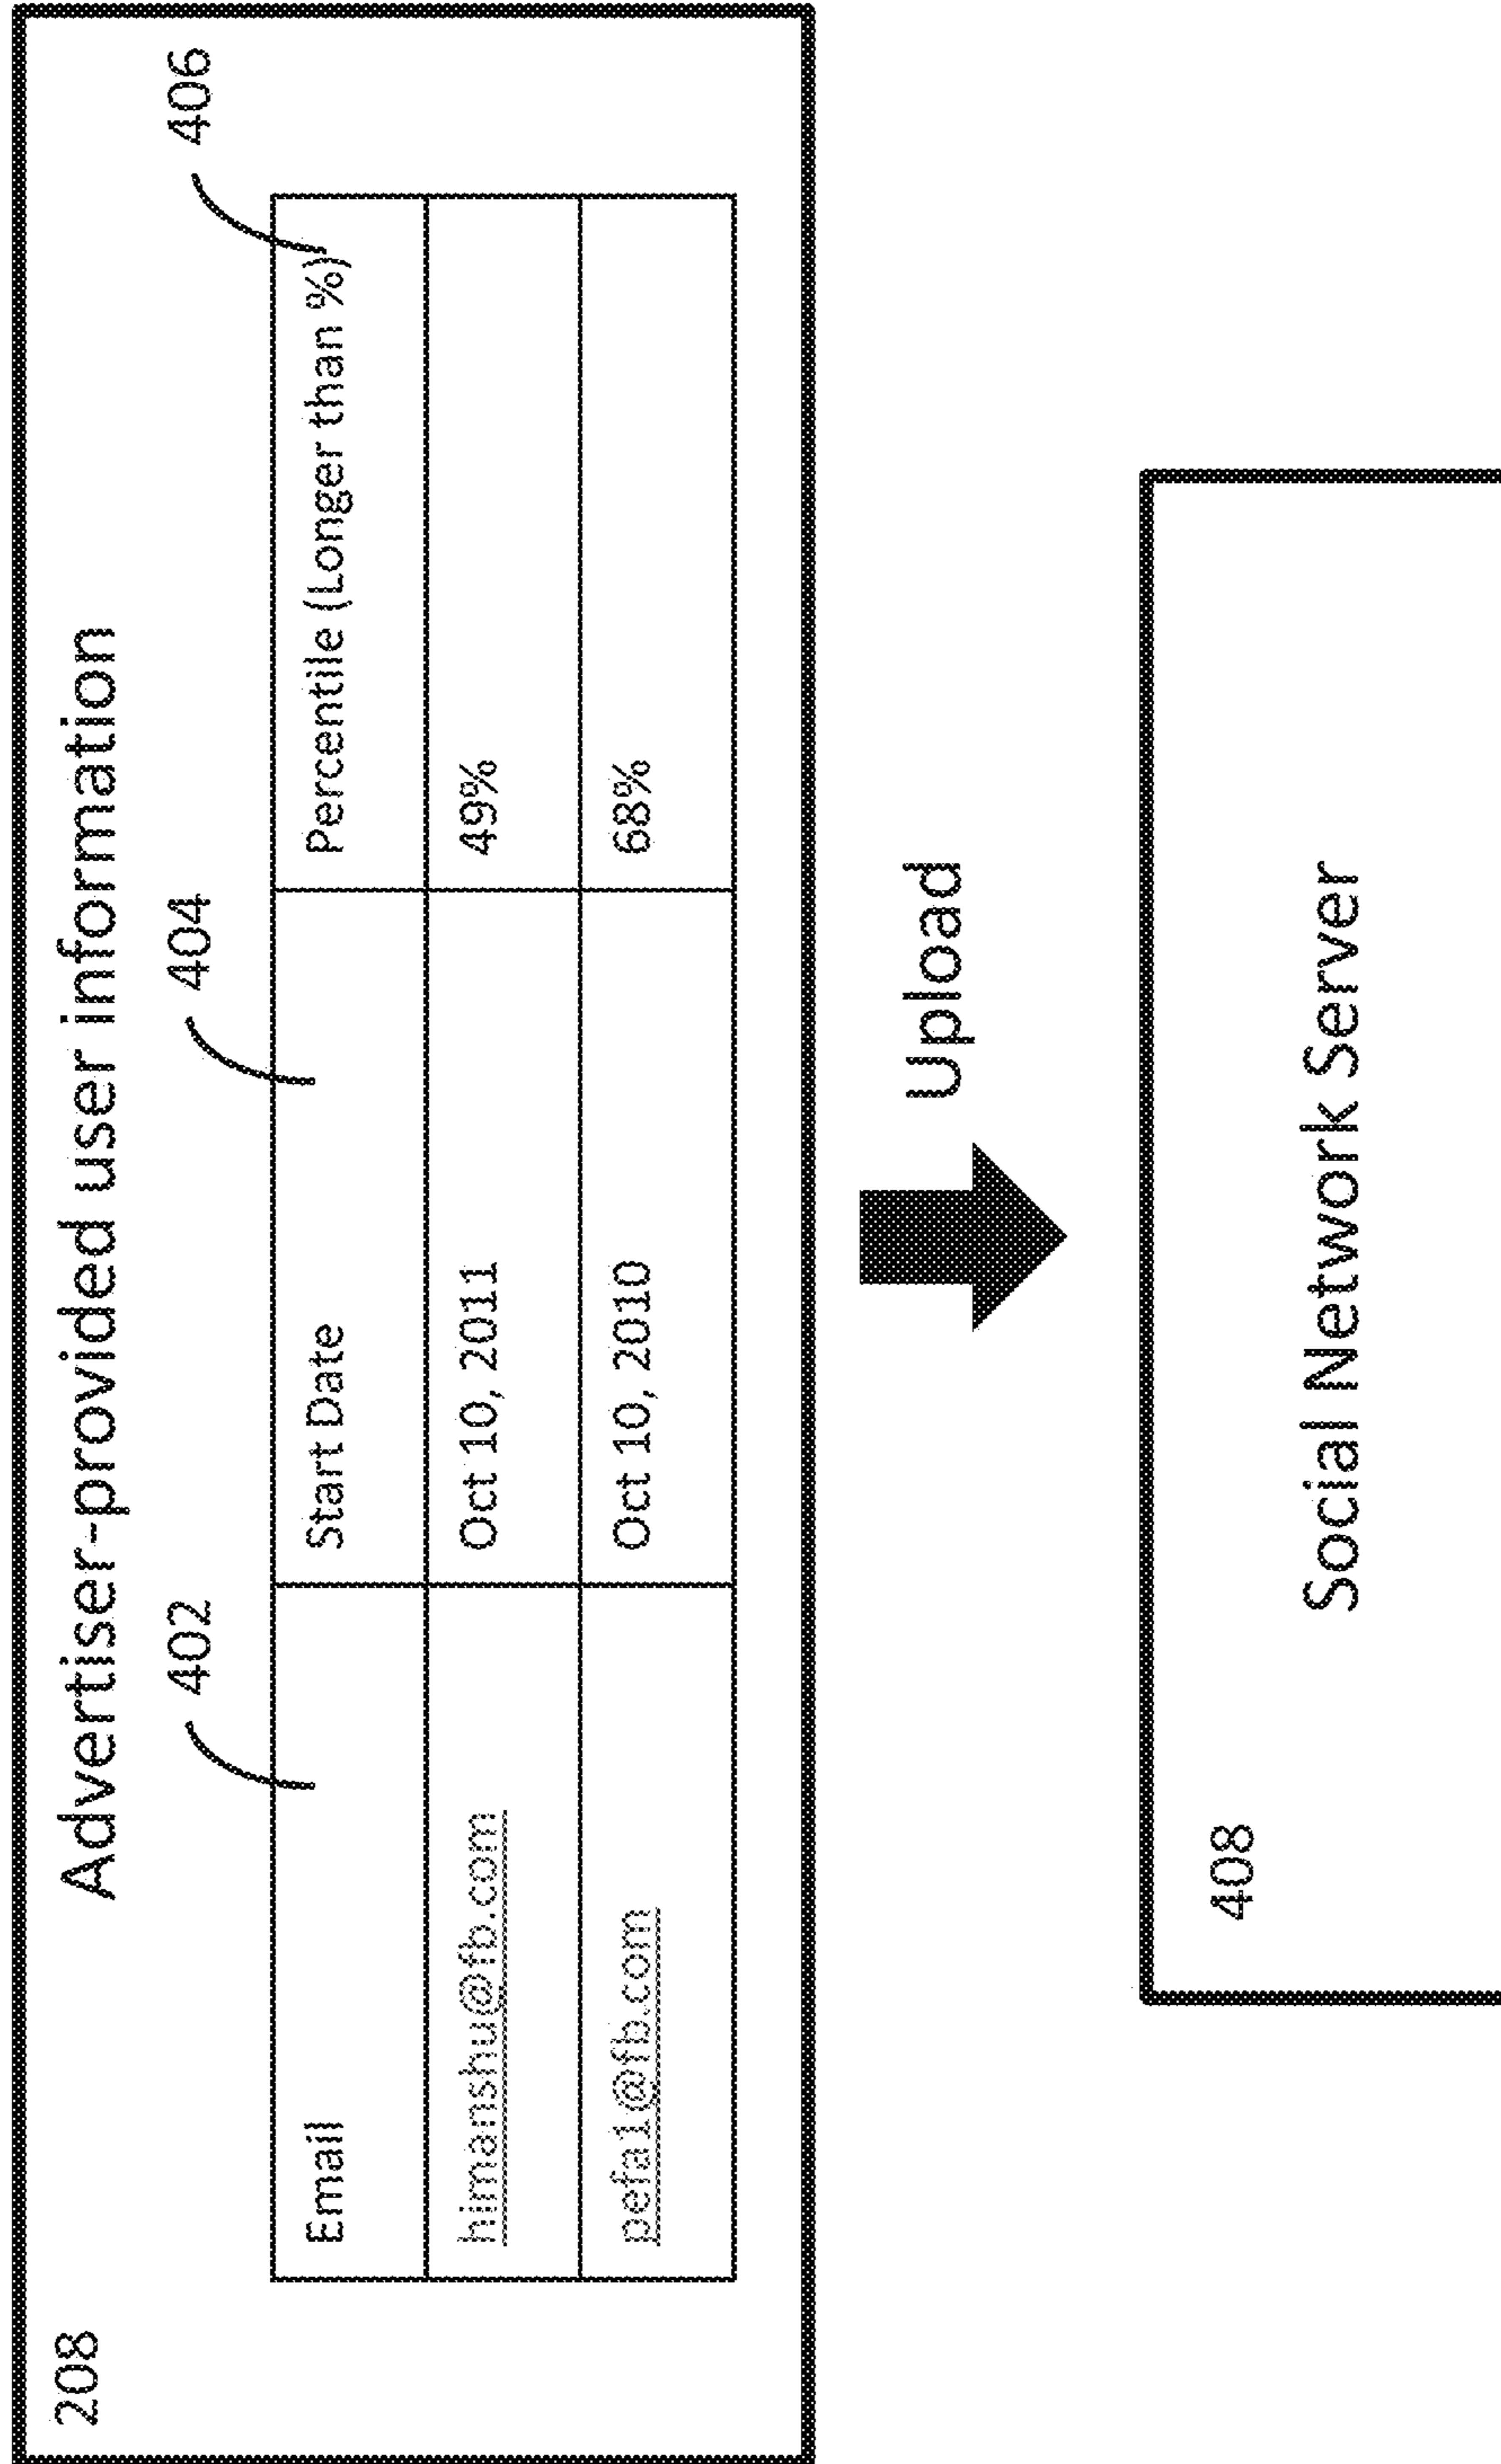 208
Advertiser-provided user information
402
404
406
Email Start Date Percentile (Longer than %)
himanshu@fb.com Oct 10, 2011 49%
pefa1@fb.com Oct 10, 2010 68%
Upload
408
Social Network Server